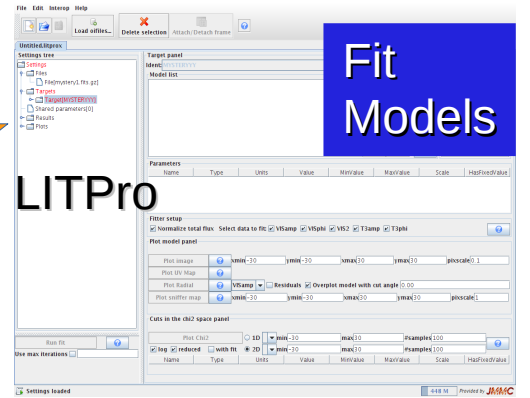 File Edit Interop Help
Load oifiles... Delete selection Attach/Detach frame
Untitled.litprox
Settings tree
Settings
Files
File[mystery1.fits.gz]
Targets
Target[MYSTERYY]
Shared parameters[0]
Results
Plots
Run fit
Use max iterations
Target panel
Ident: MYSTERYY
Model list
Fit
Models
LITPro
Parameters
Name Type Units Value MinValue MaxValue Scale HasFixedValue
Fitter setup
Normalize total flux Select data to fit: VISamp VISphi VIS2 T3amp T3phi
Plot model panel
Plot image xmin -30 ymin -30 xmax 30 ymax 30 pixscale 0.1
Plot UV Map
Plot Radial VISamp Residuals Overplot model with cut angle 0.00
Plot sniffer map xmin -30 ymin -30 xmax 30 ymax 30 pixscale 1
Cuts in the chi2 space panel
Plot Chi2 1D min -30 max 30 #samples 100
log reduced with fit 2D min -30 max 30 #samples 100
Name Type Units Value MinValue MaxValue Scale HasFixedValue
Settings loaded 448 M Provided by JMMC